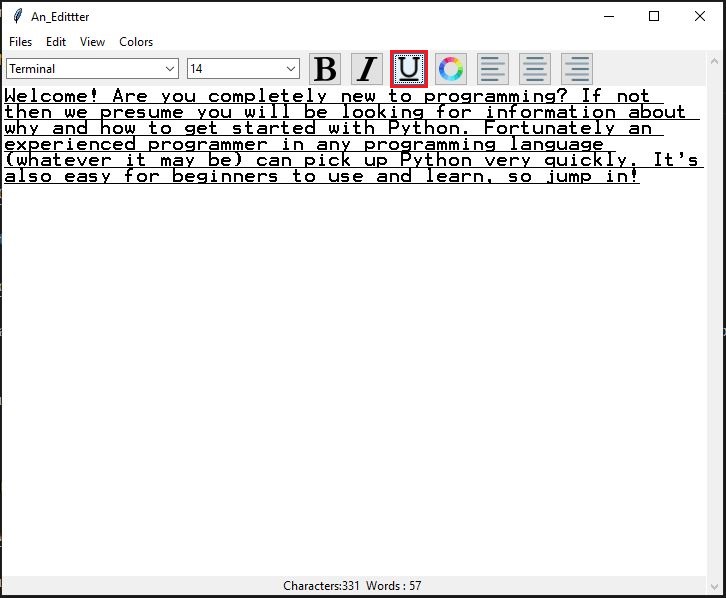 An_Edittter
Files Edit View Colors
Terminal 14 B I U
Welcome! Are you completely new to programming? If not
then we presume you will be looking for information about
why and how to get started with Python. Fortunately an
experienced programmer in any programming language
(whatever it may be) can pick up Python very quickly. It's
also easy for beginners to use and learn, so jump in!
Characters:331 Words : 57